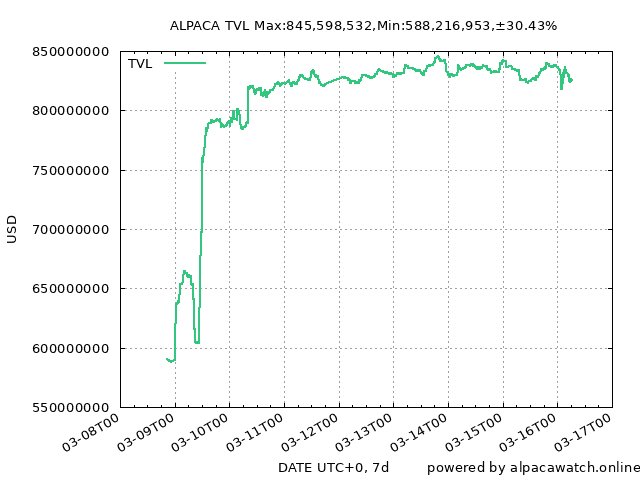 ALPACA TVL Max:845,598,532,Min:588,216,953,±30.43%
TVL
850000000
800000000
750000000
700000000
650000000
600000000
550000000
USD
03-08T00
03-09T00
03-10T00
03-11T00
03-12T00
03-13T00
03-14T00
03-15T00
03-16T00
03-17T00
DATE UTC+0, 7d
powered by alpacawatch.online